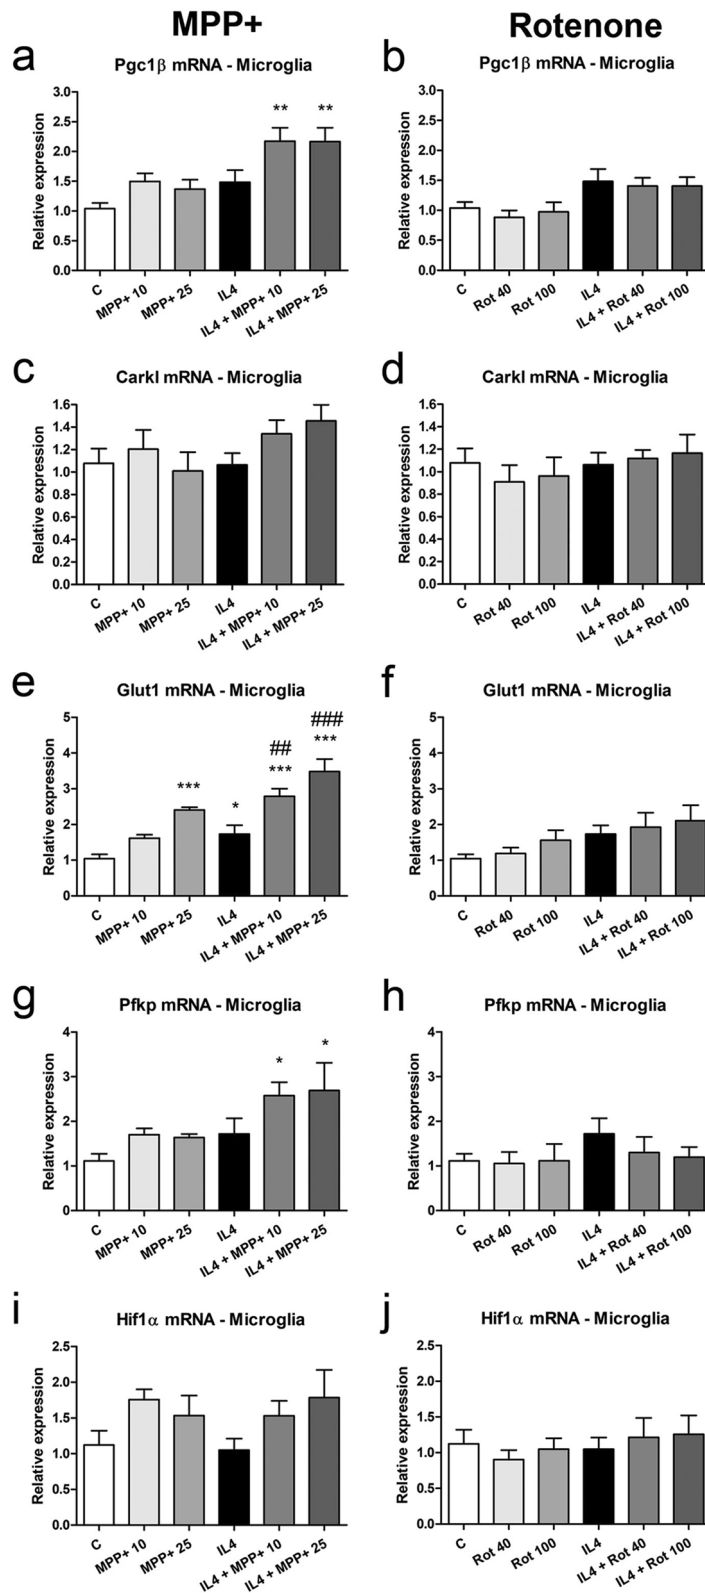 MPP+
Rotenone
a
Pgc1β mRNA - Microglia
Relative expression
3.0
2.5
2.0
1.5
1.0
0.5
0.0
** **
C MPP+ 10 MPP+ 25 IL4 IL4 + MPP+ 10 IL4 + MPP+ 25
b
Pgc1β mRNA - Microglia
Relative expression
3.0
2.5
2.0
1.5
1.0
0.5
0.0
C Rot 40 Rot 100 IL4 IL4 + Rot 40 IL4 + Rot 100
c
Carkl mRNA - Microglia
Relative expression
1.6
1.4
1.2
1.0
0.8
0.6
0.4
0.2
0.0
C MPP+ 10 MPP+ 25 IL4 IL4 + MPP+ 10 IL4 + MPP+ 25
d
Carkl mRNA - Microglia
Relative expression
1.6
1.4
1.2
1.0
0.8
0.6
0.4
0.2
0.0
C Rot 40 Rot 100 IL4 IL4 + Rot 40 IL4 + Rot 100
e
Glut1 mRNA - Microglia
Relative expression
5
4
3
2
1
0
## ###
*** * *** ***
C MPP+ 10 MPP+ 25 IL4 IL4 + MPP+ 10 IL4 + MPP+ 25
f
Glut1 mRNA - Microglia
Relative expression
5
4
3
2
1
0
C Rot 40 Rot 100 IL4 IL4 + Rot 40 IL4 + Rot 100
g
Pfkp mRNA - Microglia
Relative expression
4
3
2
1
0
* *
C MPP+ 10 MPP+ 25 IL4 IL4 + MPP+ 10 IL4 + MPP+ 25
h
Pfkp mRNA - Microglia
Relative expression
4
3
2
1
0
C Rot 40 Rot 100 IL4 IL4 + Rot 40 IL4 + Rot 100
i
Hif1α mRNA - Microglia
Relative expression
2.5
2.0
1.5
1.0
0.5
0.0
C MPP+ 10 MPP+ 25 IL4 IL4 + MPP+ 10 IL4 + MPP+ 25
j
Hif1α mRNA - Microglia
Relative expression
2.5
2.0
1.5
1.0
0.5
0.0
C Rot 40 Rot 100 IL4 IL4 + Rot 40 IL4 + Rot 100